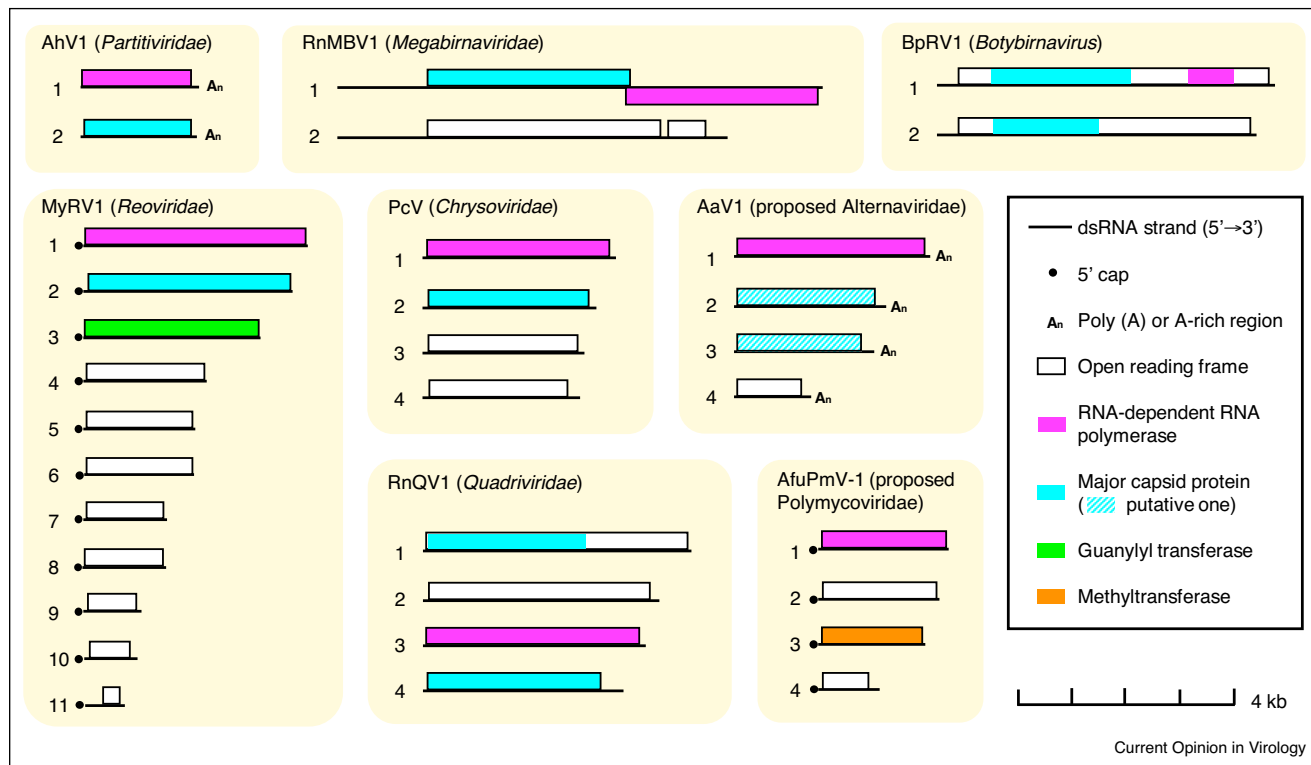 AhV1 (Partitiviridae)
1 An
2 An
RnMBV1 (Megabirnaviridae)
1
2
BpRV1 (Botybirnavirus)
1
2
MyRV1 (Reoviridae)
1
2
3
4
5
6
7
8
9
10
11
PcV (Chrysoviridae)
1
2
3
4
AaV1 (proposed Alternaviridae)
1 An
2 An
3 An
4 An
RnQV1 (Quadriviridae)
1
2
3
4
AfuPmV-1 (proposed
Polymycoviridae)
1
2
3
4
dsRNA strand (5’→3’)
5’ cap
An Poly (A) or A-rich region
Open reading frame
RNA-dependent RNA
polymerase
Major capsid protein
( putative one)
Guanylyl transferase
Methyltransferase
4 kb
Current Opinion in Virology